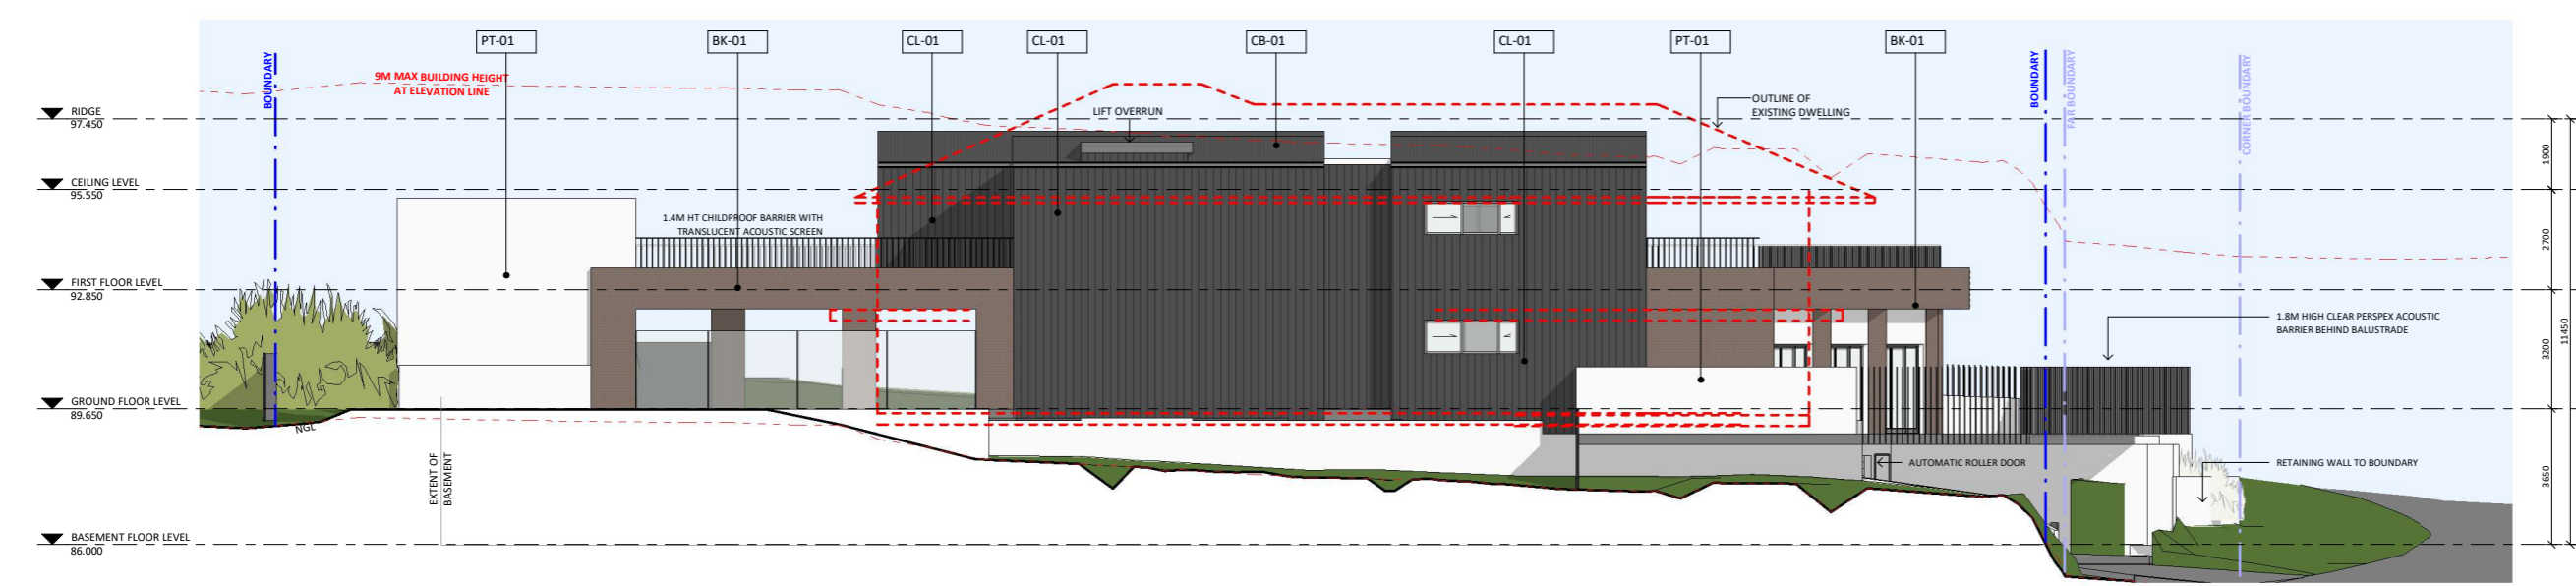 PT-01
BK-01
CL-01
CL-01
CB-01
CL-01
PT-01
BK-01
BOUNDARY
9M MAX BUILDING HEIGHT
AT ELEVATION LINE
BOUNDARY
FAR BOUNDARY
CORNER BOUNDARY
RIDGE
97.450
LIFT OVERRUN
OUTLINE OF
EXISTING DWELLING
1900
CEILING LEVEL
95.550
1.4M HT CHILDPROOF BARRIER WITH
TRANSLUCENT ACOUSTIC SCREEN
2700
FIRST FLOOR LEVEL
92.850
1.8M HIGH CLEAR PERSPEX ACOUSTIC
BARRIER BEHIND BALUSTRADE
3200
11450
GROUND FLOOR LEVEL
89.650
NGL
EXTENT OF
BASEMENT
AUTOMATIC ROLLER DOOR
RETAINING WALL TO BOUNDARY
3650
BASEMENT FLOOR LEVEL
86.000